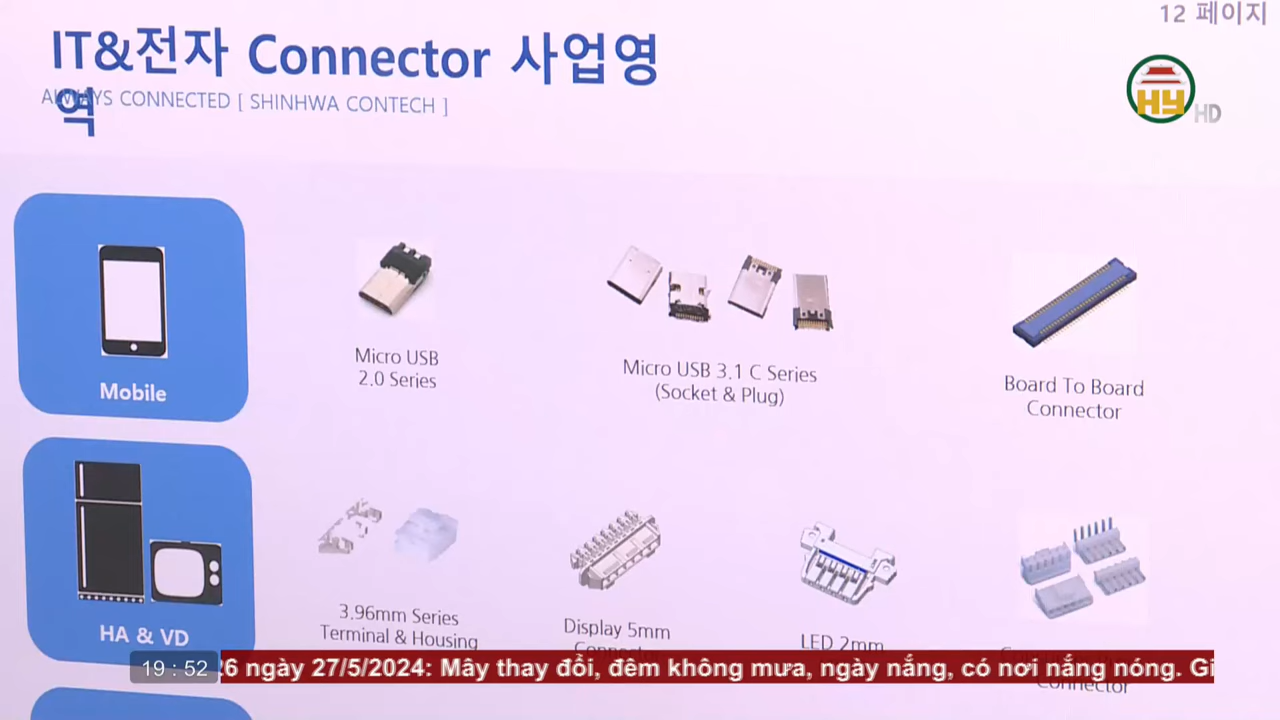 12 페이지
IT&전자 Connector 사업영
역
ALWAYS CONNECTED [ SHINHWA CONTECH ]
HY HD
Mobile
Micro USB
2.0 Series
Micro USB 3.1 C Series
(Socket & Plug)
Board To Board
Connector
HA & VD
3.96mm Series
Terminal & Housing
Display 5mm
LED 2mm
Connector
19 : 52
26 ngày 27/5/2024: Mây thay đổi, đêm không mưa, ngày nắng, có nơi nắng nóng. Gi